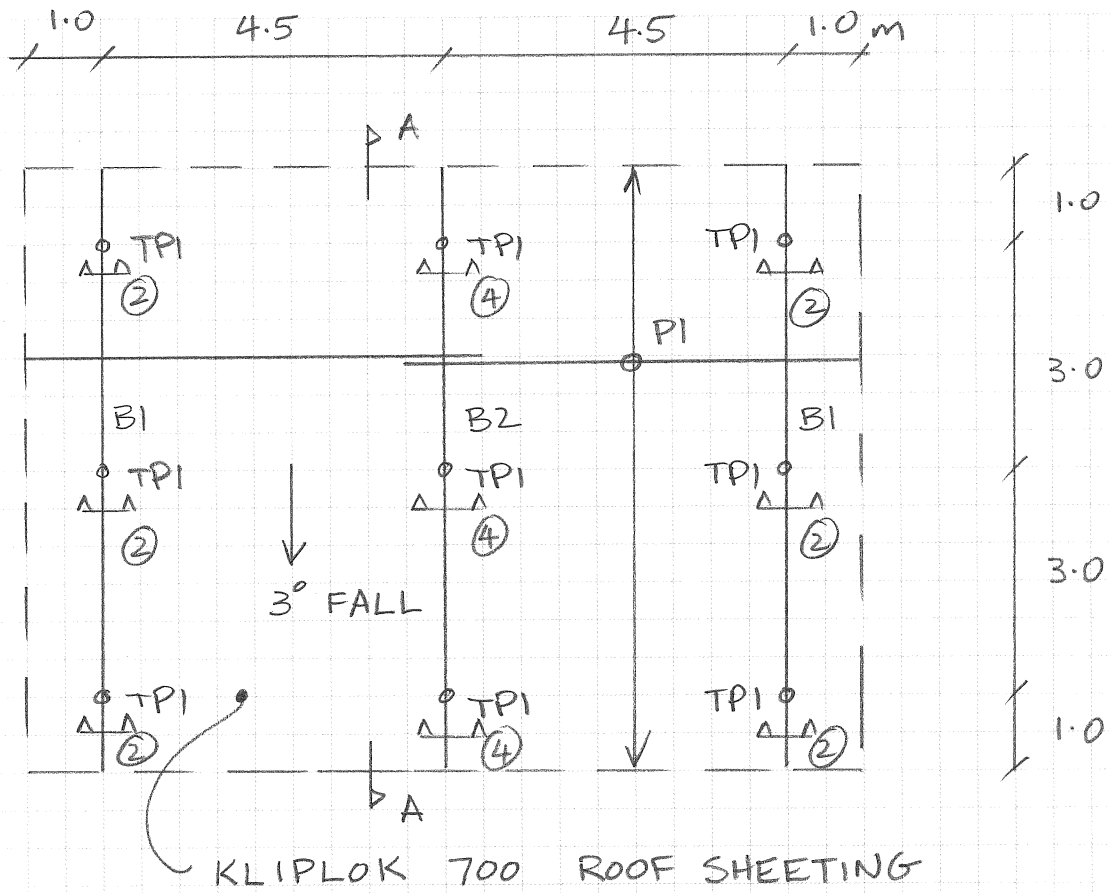 1.0 4.5 4.5 1.0 m
A
1.0
TP1 TP1 TP1
2 4 2
P1
3.0
B1 B2 B1
TP1 TP1 TP1
2 4 2
3° FALL
3.0
TP1 TP1 TP1
2 4 2
1.0
A
KLIPLOK 700 ROOF SHEETING